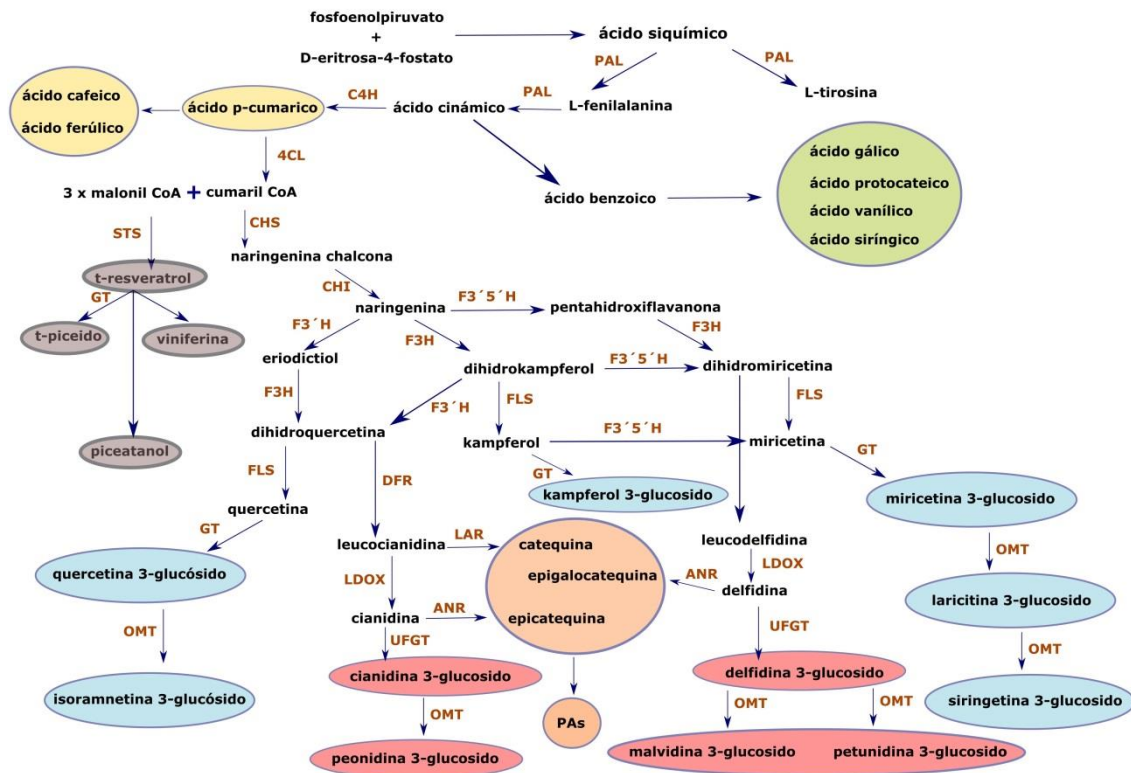 fosfoenolpiruvato
+
D-eritrosa-4-fostato
ácido siquímico
PAL
PAL
L-tirosina
L-fenilalanina
PAL
ácido cinámico
C4H
ácido p-cumarico
ácido cafeico
ácido ferúlico
ácido gálico
ácido protocateico
ácido vanílico
ácido siríngico
ácido benzoico
4CL
3 x malonil CoA + cumaril CoA
STS
CHS
naringenina chalcona
t-resveratrol
GT
t-piceido
viniferina
piceatanol
CHI
naringenina
F3´5´H
pentahidroxiflavanona
F3´H
F3H
F3H
eriodictiol
dihidrokampferol
F3´5´H
dihidromiricetina
F3H
F3´H
FLS
FLS
dihidroquercetina
kampferol
F3´5´H
miricetina
FLS
DFR
GT
GT
kampferol 3-glucosido
miricetina 3-glucosido
quercetina
GT
leucocianidina
LAR
catequina
epigalocatequina
epicatequina
leucodelfidina
LDOX
ANR
delfidina
OMT
quercetina 3-glucósido
LDOX
laricitina 3-glucosido
cianidina
ANR
OMT
UFGT
UFGT
OMT
cianidina 3-glucosido
delfidina 3-glucosido
isoramnetina 3-glucósido
siringetina 3-glucosido
OMT
PAs
OMT
OMT
peonidina 3-glucosido
malvidina 3-glucosido
petunidina 3-glucosido